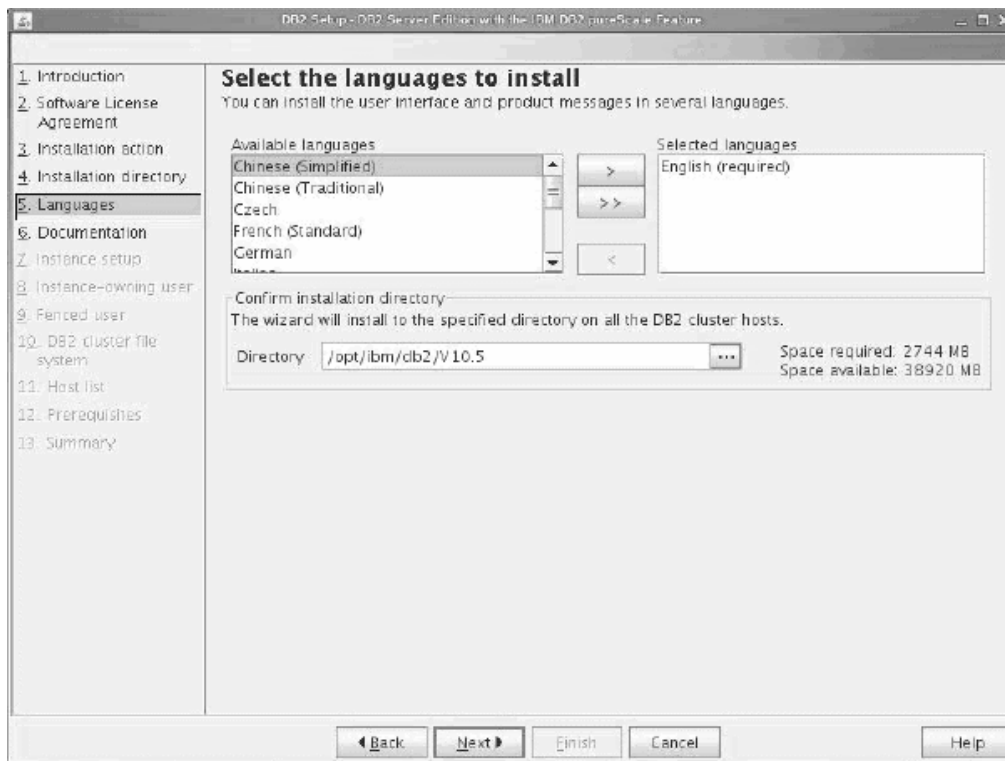 DB2 Setup - DB2 Server Edition with the IBM DB2 pureScale Feature
1. Introduction
2. Software License
Agreement
3. Installation action
4. Installation directory
5. Languages
6. Documentation
7. Instance setup
8. Instance-owning user
9. Fenced user
10. DB2 cluster file
system
11. Host list
12. Prerequisites
13. Summary
Select the languages to install
You can install the user interface and product messages in several languages.
Available languages
Chinese (Simplified)
Chinese (Traditional)
Czech
French (Standard)
German
>
>>
<
Selected languages
English (required)
Confirm installation directory
The wizard will install to the specified directory on all the DB2 cluster hosts.
Directory /opt/ibm/db2/V10.5 ...
Space required: 2744 MB
Space available: 38920 MB
Back Next Finish Cancel Help